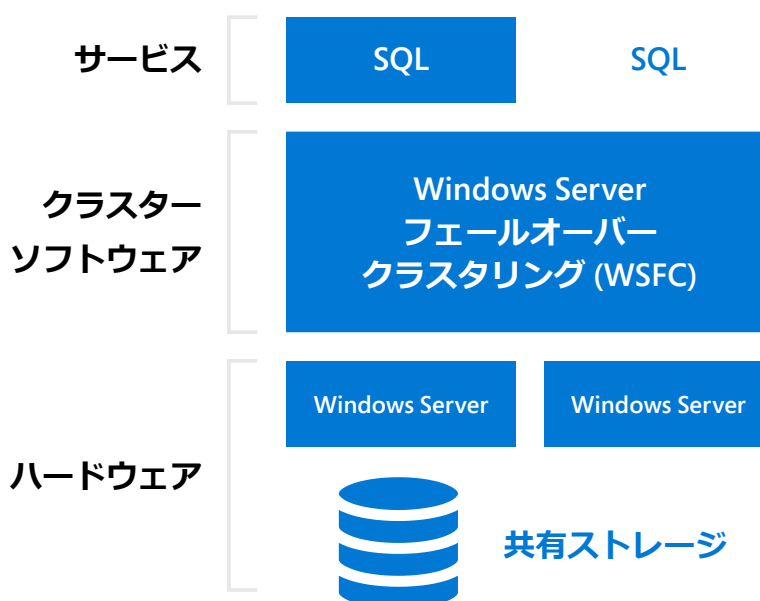 サービス
SQL
SQL
クラスター
ソフトウェア
Windows Server
フェールオーバー
クラスタリング (WSFC)
ハードウェア
Windows Server
Windows Server
共有ストレージ